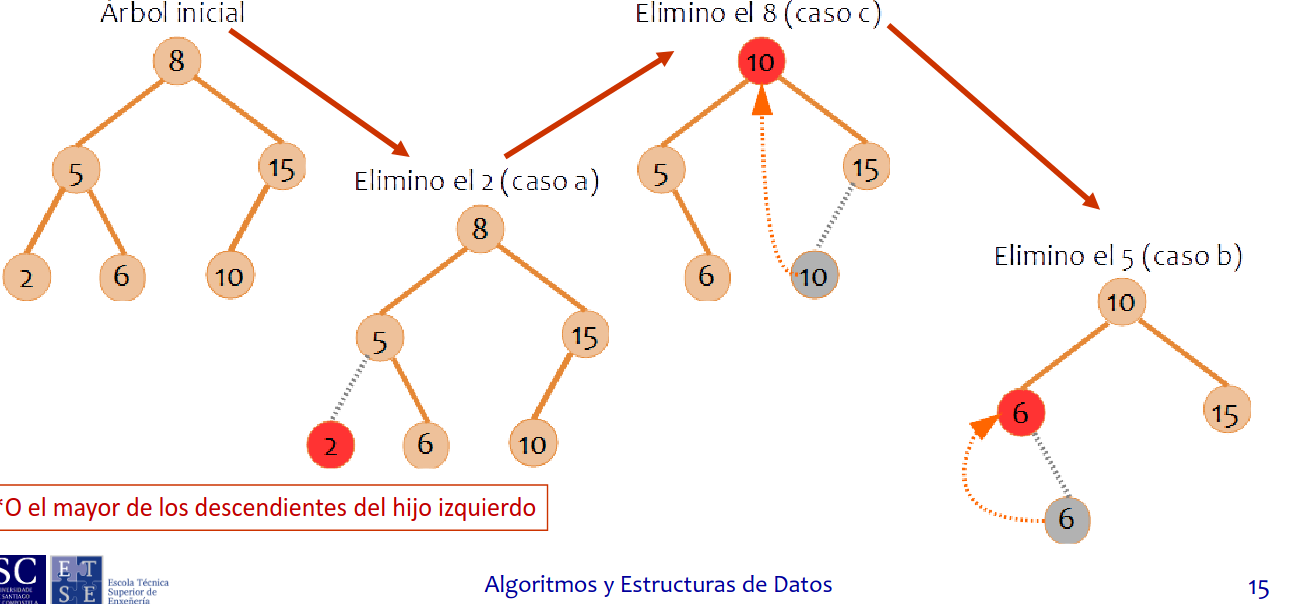 Árbol inicial
8
5
15
2
6
10
Elimino el 2 (caso a)
8
5
15
2
6
10
Elimino el 8 (caso c)
10
5
15
6
10
Elimino el 5 (caso b)
10
6
15
6
*O el mayor de los descendientes del hijo izquierdo
SC
E T
S E
Escola Técnica
Superior de
Enxeñería
Algoritmos y Estructuras de Datos
15